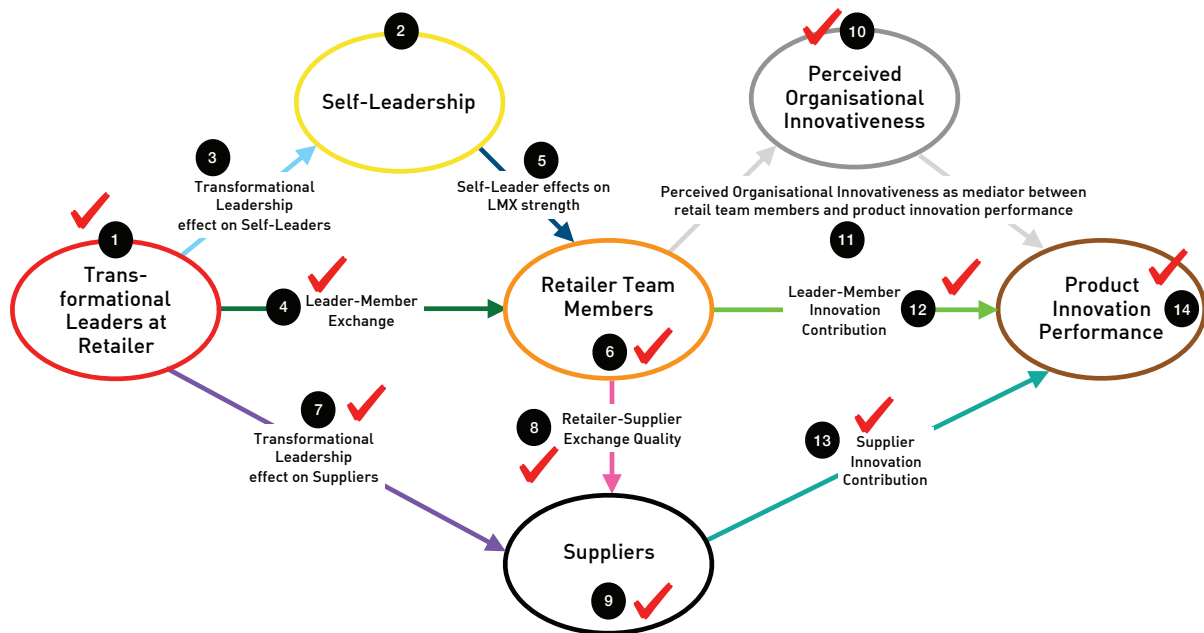 2
Self-Leadership
10
Perceived
Organisational
Innovativeness
3
Transformational
Leadership
effect on Self-Leaders
5
Self-Leader effects on
LMX strength
Perceived Organisational Innovativeness as mediator between
retail team members and product innovation performance
11
1
Trans-
formational
Leaders at
Retailer
4
Leader-Member
Exchange
Retailer Team
Members
6
Leader-Member
Innovation
Contribution
12
Product
Innovation
Performance
14
7
Transformational
Leadership
effect on Suppliers
8
Retailer-Supplier
Exchange Quality
13
Supplier
Innovation
Contribution
Suppliers
9